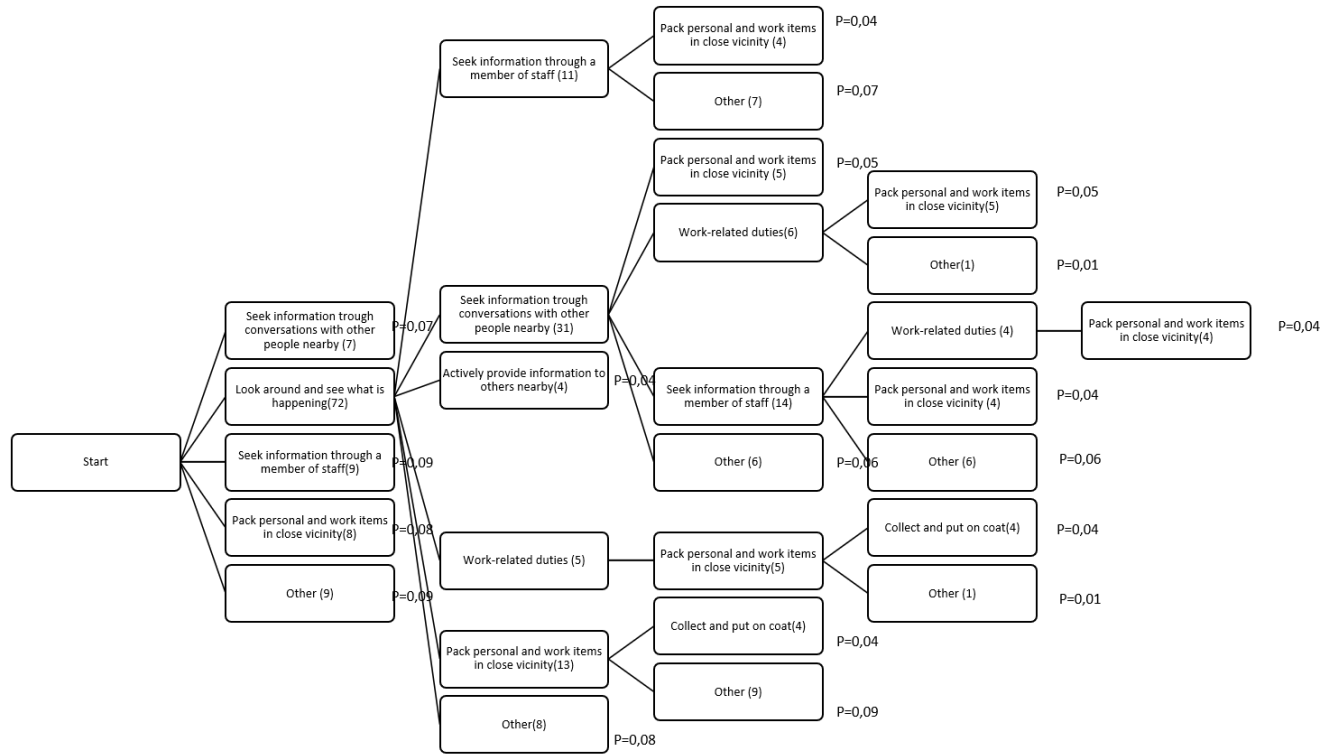 Start
Seek information trough
conversations with other
people nearby (7)
P=0,07
Look around and see what is
happening(72)
Seek information through a
member of staff(9)
P=0,09
Pack personal and work items
in close vicinity(8)
P=0,08
Other (9)
P=0,09
Seek information through a
member of staff (11)
Seek information trough
conversations with other
people nearby (31)
Actively provide information to
others nearby(4)
P=0,04
Work-related duties (5)
Pack personal and work items
in close vicinity(13)
Other(8)
P=0,08
Pack personal and work items
in close vicinity (4)
P=0,04
Other (7)
P=0,07
Pack personal and work items
in close vicinity (5)
P=0,05
Work-related duties(6)
Seek information through a
member of staff (14)
Other (6)
P=0,06
Pack personal and work items
in close vicinity(5)
Collect and put on coat(4)
P=0,04
Other (9)
P=0,09
Pack personal and work items
in close vicinity(5)
P=0,05
Other(1)
P=0,01
Work-related duties (4)
Pack personal and work items
in close vicinity (4)
P=0,04
Other (6)
P=0,06
Collect and put on coat(4)
P=0,04
Other (1)
P=0,01
Pack personal and work items
in close vicinity(4)
P=0,04